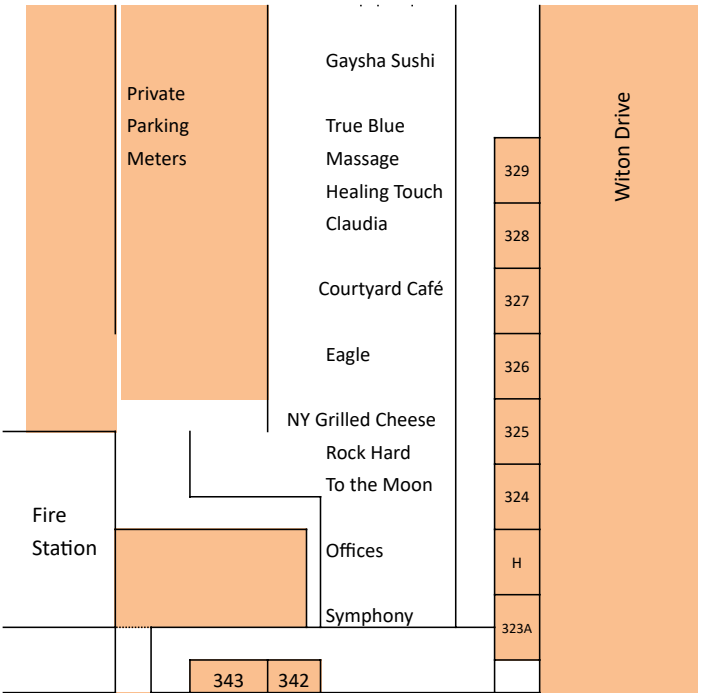 Gaysha Sushi
Private
Parking
Meters
True Blue
Massage
Healing Touch
Claudia
Courtyard Café
Eagle
NY Grilled Cheese
Rock Hard
To the Moon
Offices
Symphony
Fire
Station
329
328
327
326
325
324
H
323A
343
342
Witon Drive